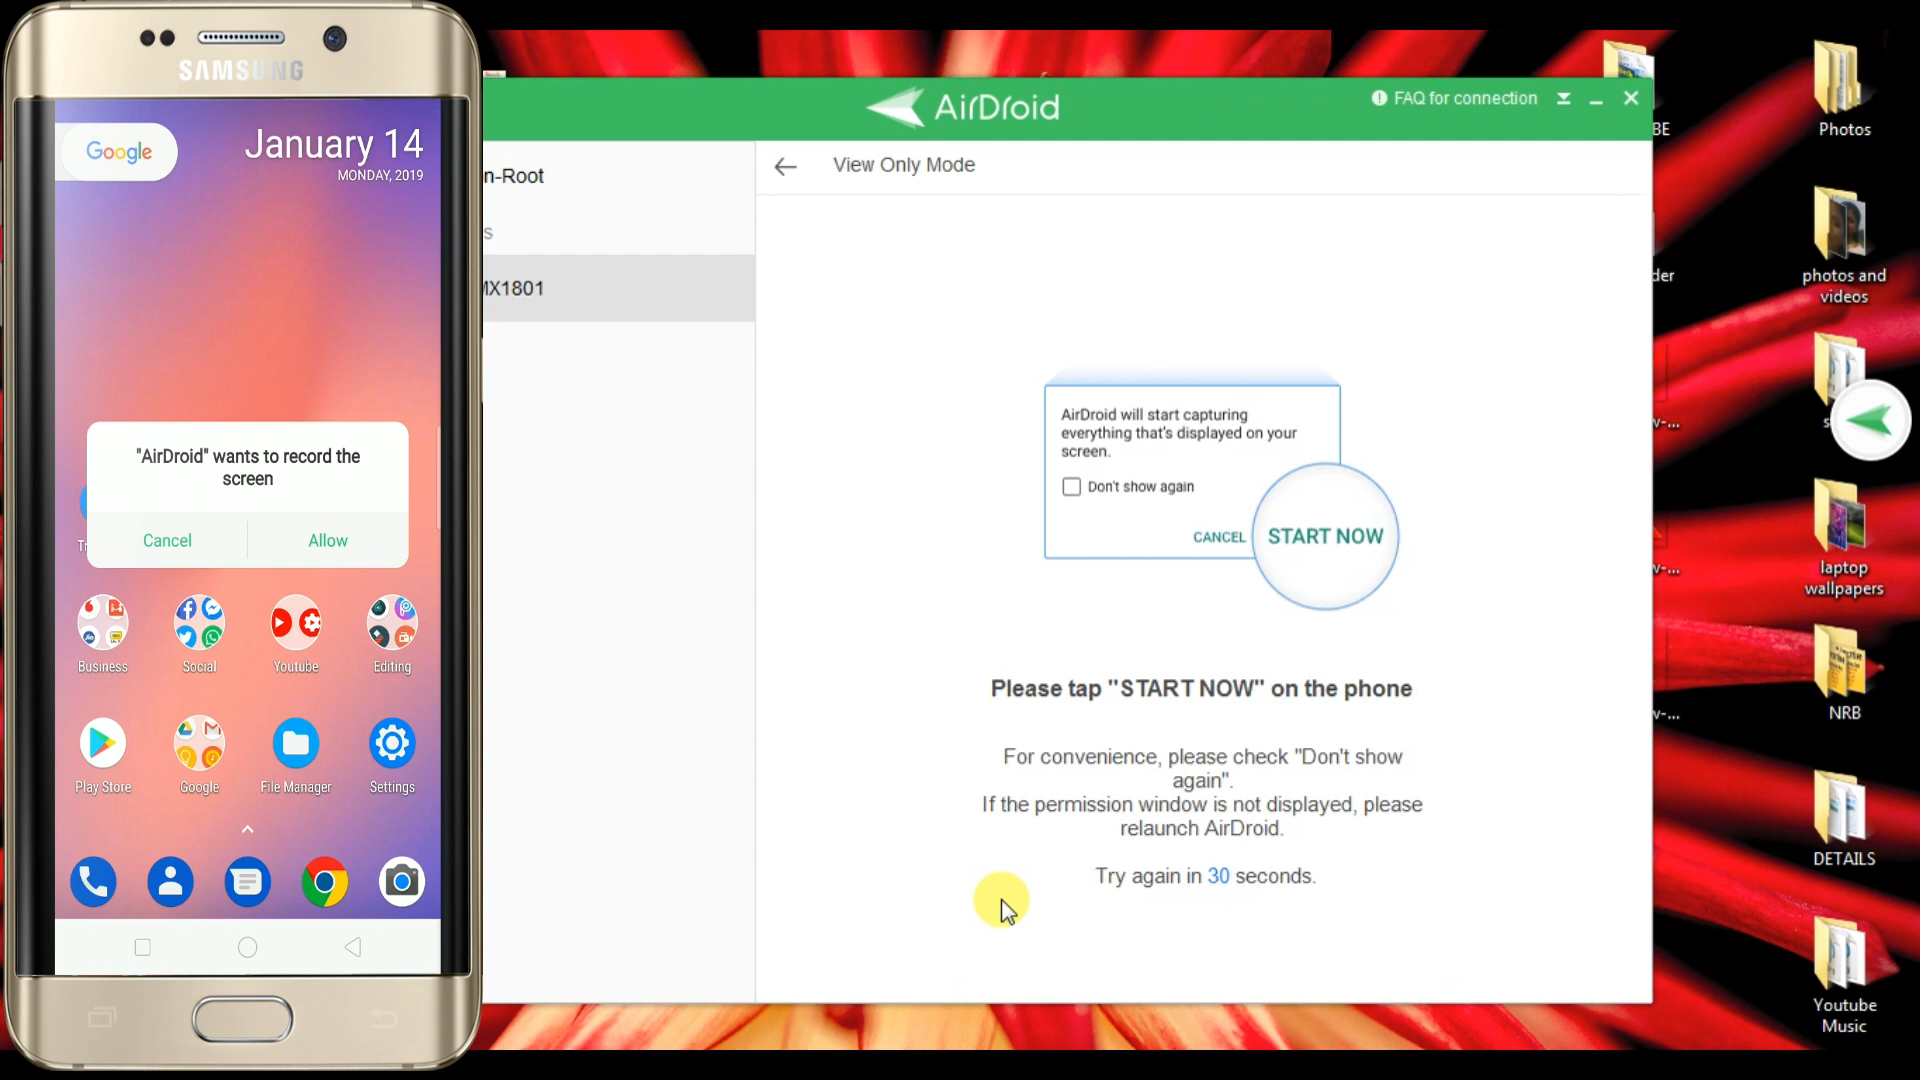 SAMSUNG
Google
January 14
MONDAY, 2019
"AirDroid" wants to record the
screen
Cancel
Allow
Business
Social
Youtube
Editing
Play Store
Google
File Manager
Settings
AirDroid
FAQ for connection
n-Root
s
MX1801
View Only Mode
AirDroid will start capturing
everything that's displayed on your
screen.
Don't show again
CANCEL
START NOW
Please tap "START NOW" on the phone
For convenience, please check "Don't show
again".
If the permission window is not displayed, please
relaunch AirDroid.
Try again in 30 seconds.
BE
der
v-...
v-...
v-...
Photos
photos and
videos
s
laptop
wallpapers
NRB
DETAILS
Youtube
Music